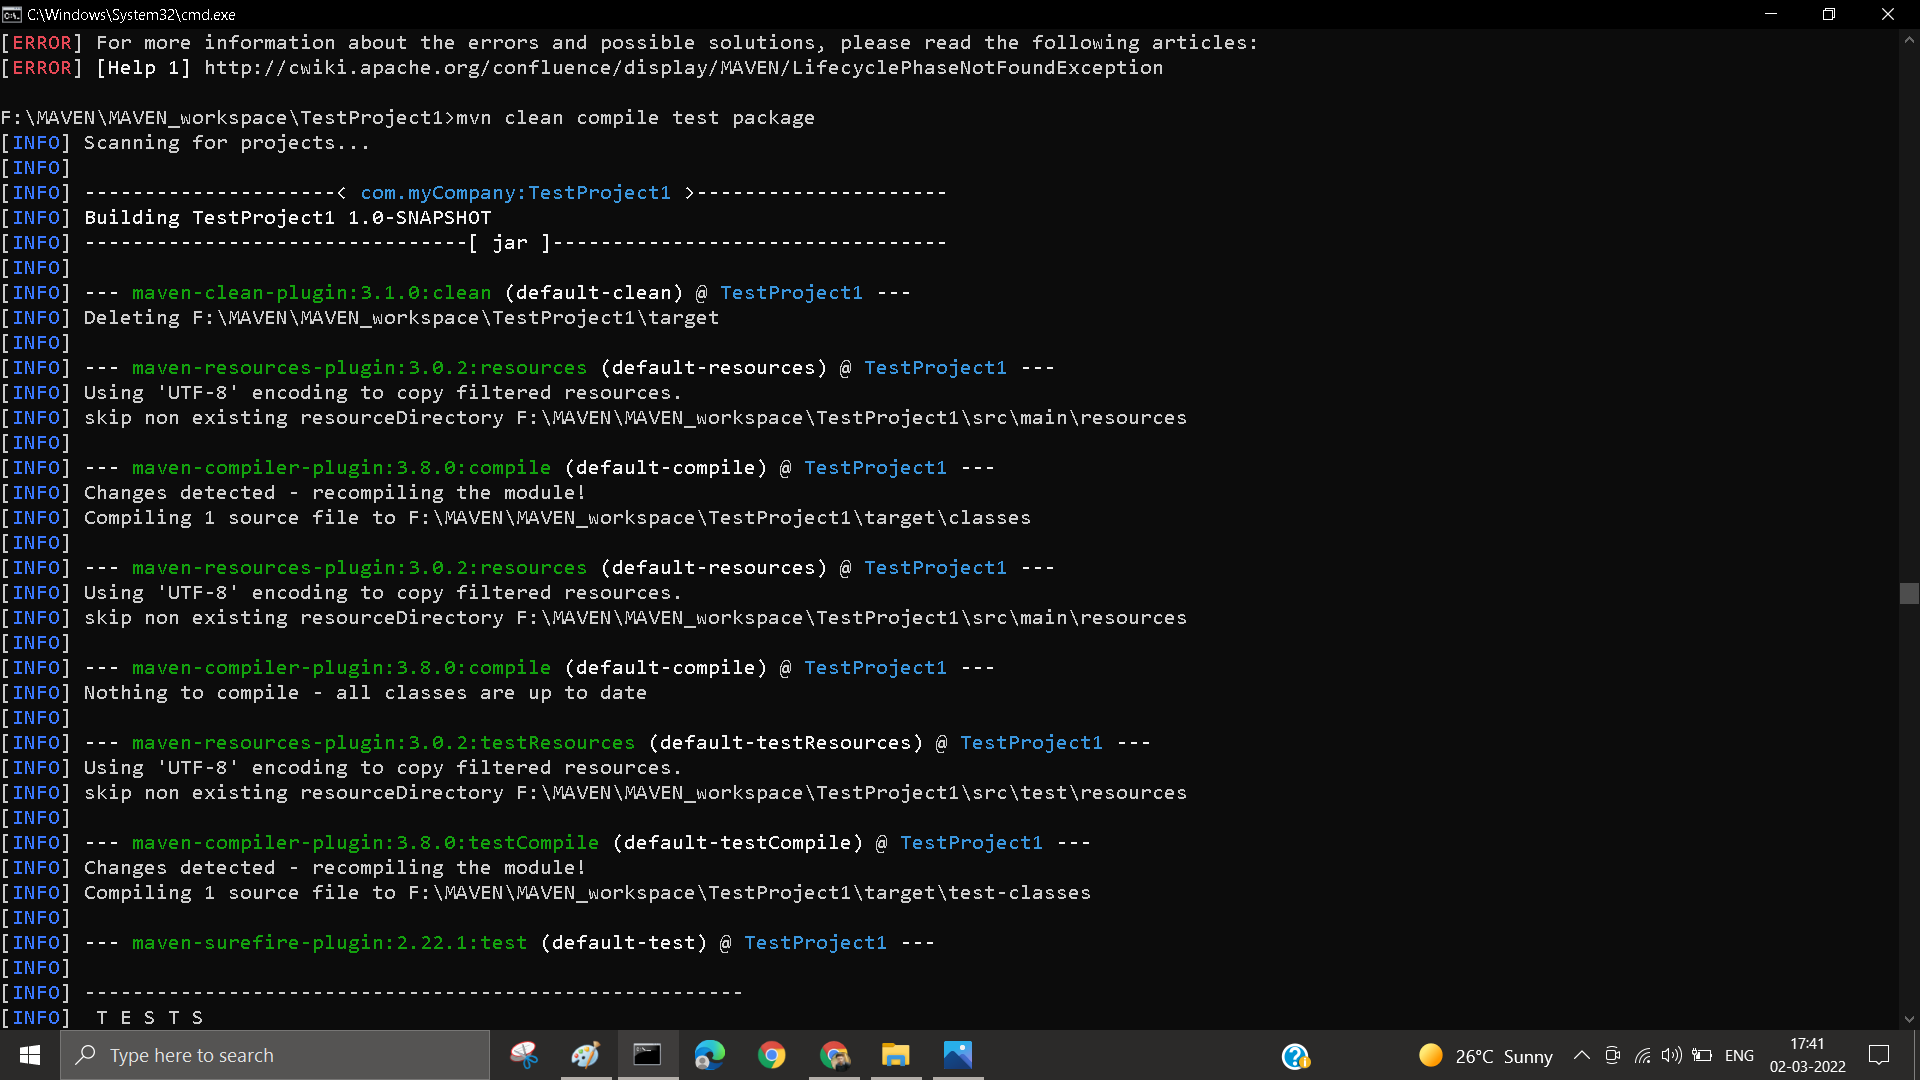 C:\Windows\System32\cmd.exe
[ERROR] For more information about the errors and possible solutions, please read the following articles:
[ERROR] [Help 1] http://cwiki.apache.org/confluence/display/MAVEN/LifecyclePhaseNotFoundException
F:\MAVEN\MAVEN_workspace\TestProject1>mvn clean compile test package
[INFO] Scanning for projects...
[INFO]
[INFO] ---------------------< com.myCompany:TestProject1 >---------------------
[INFO] Building TestProject1 1.0-SNAPSHOT
[INFO] --------------------------------[ jar ]---------------------------------
[INFO]
[INFO] --- maven-clean-plugin:3.1.0:clean (default-clean) @ TestProject1 ---
[INFO] Deleting F:\MAVEN\MAVEN_workspace\TestProject1\target
[INFO]
[INFO] --- maven-resources-plugin:3.0.2:resources (default-resources) @ TestProject1 ---
[INFO] Using 'UTF-8' encoding to copy filtered resources.
[INFO] skip non existing resourceDirectory F:\MAVEN\MAVEN_workspace\TestProject1\src\main\resources
[INFO]
[INFO] --- maven-compiler-plugin:3.8.0:compile (default-compile) @ TestProject1 ---
[INFO] Changes detected - recompiling the module!
[INFO] Compiling 1 source file to F:\MAVEN\MAVEN_workspace\TestProject1\target\classes
[INFO]
[INFO] --- maven-resources-plugin:3.0.2:resources (default-resources) @ TestProject1 ---
[INFO] Using 'UTF-8' encoding to copy filtered resources.
[INFO] skip non existing resourceDirectory F:\MAVEN\MAVEN_workspace\TestProject1\src\main\resources
[INFO]
[INFO] --- maven-compiler-plugin:3.8.0:compile (default-compile) @ TestProject1 ---
[INFO] Nothing to compile - all classes are up to date
[INFO]
[INFO] --- maven-resources-plugin:3.0.2:testResources (default-testResources) @ TestProject1 ---
[INFO] Using 'UTF-8' encoding to copy filtered resources.
[INFO] skip non existing resourceDirectory F:\MAVEN\MAVEN_workspace\TestProject1\src\test\resources
[INFO]
[INFO] --- maven-compiler-plugin:3.8.0:testCompile (default-testCompile) @ TestProject1 ---
[INFO] Changes detected - recompiling the module!
[INFO] Compiling 1 source file to F:\MAVEN\MAVEN_workspace\TestProject1\target\test-classes
[INFO]
[INFO] --- maven-surefire-plugin:2.22.1:test (default-test) @ TestProject1 ---
[INFO]
[INFO] -------------------------------------------------------
[INFO]  T E S T S
Type here to search
26°C Sunny
ENG
17:41
02-03-2022